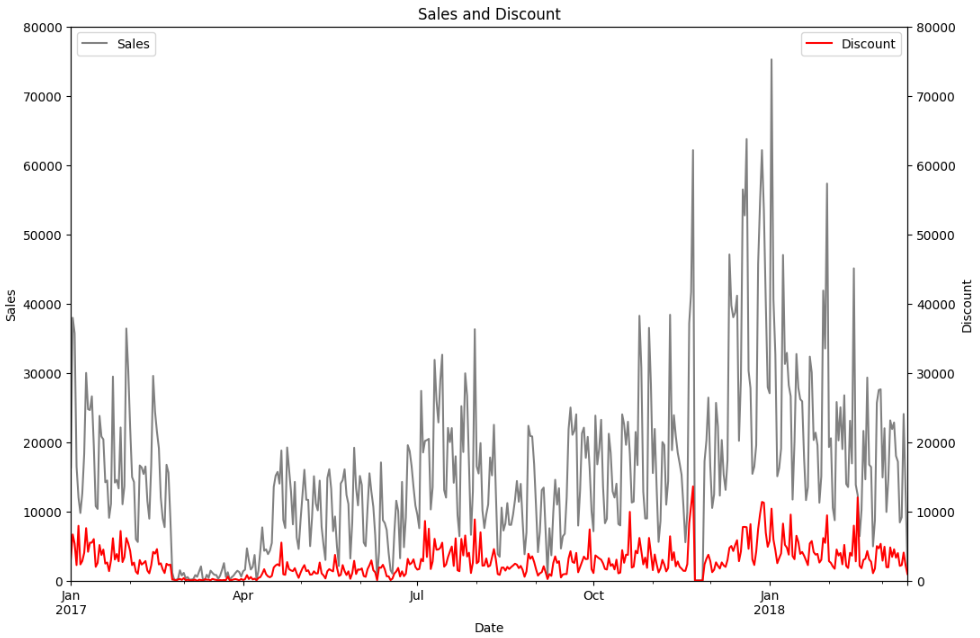 Sales and Discount
80000
70000
60000
50000
40000
30000
20000
10000
0
Sales
Sales
Discount
80000
70000
60000
50000
40000
30000
20000
10000
0
Discount
Jan
2017
Apr
Jul
Oct
Jan
2018
Date